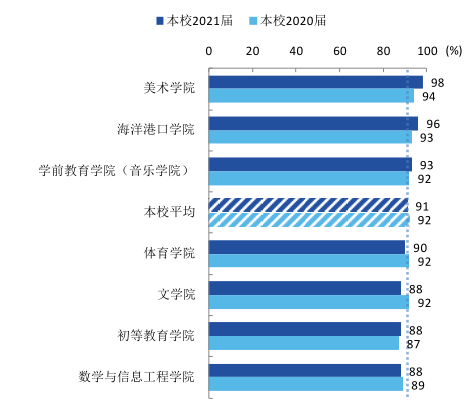 本校2021届 本校2020届
0 20 40 60 80 100 (%)
美术学院 98
94
海洋港口学院 96
93
学前教育学院（音乐学院） 93
92
本校平均 91
92
体育学院 90
92
文学院 88
92
初等教育学院 88
87
数学与信息工程学院 88
89